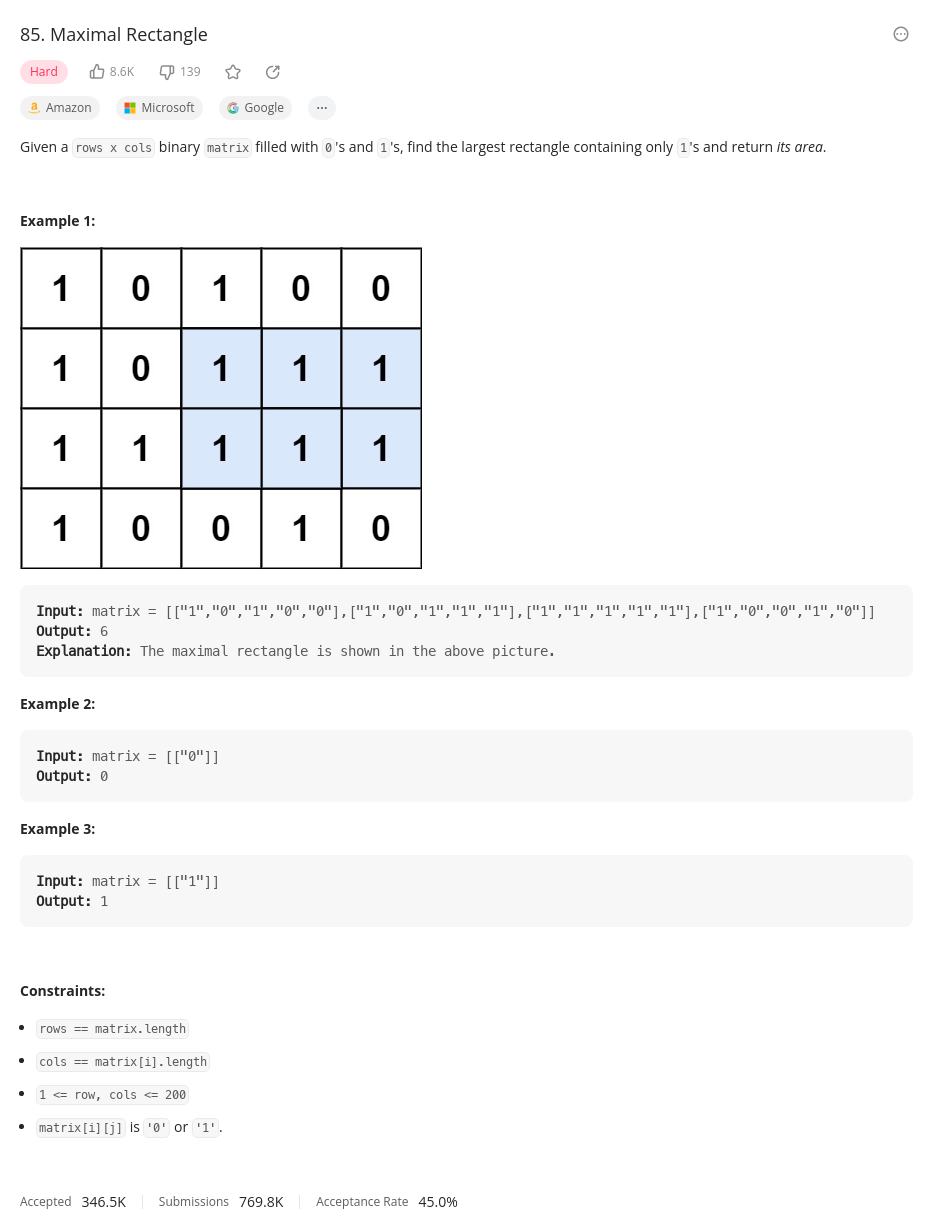 85. Maximal Rectangle
Hard 8.6K 139
Amazon Microsoft Google ...
Given a rows x cols binary matrix filled with 0's and 1's, find the largest rectangle containing only 1's and return its area.
Example 1:
1 0 1 0 0
1 0 1 1 1
1 1 1 1 1
1 0 0 1 0
Input: matrix = [["1","0","1","0","0"],["1","0","1","1","1"],["1","1","1","1","1"],["1","0","0","1","0"]]
Output: 6
Explanation: The maximal rectangle is shown in the above picture.
Example 2:
Input: matrix = [["0"]]
Output: 0
Example 3:
Input: matrix = [["1"]]
Output: 1
Constraints:
• rows == matrix.length
• cols == matrix[i].length
• 1 <= row, cols <= 200
• matrix[i][j] is '0' or '1'.
Accepted 346.5K Submissions 769.8K Acceptance Rate 45.0%